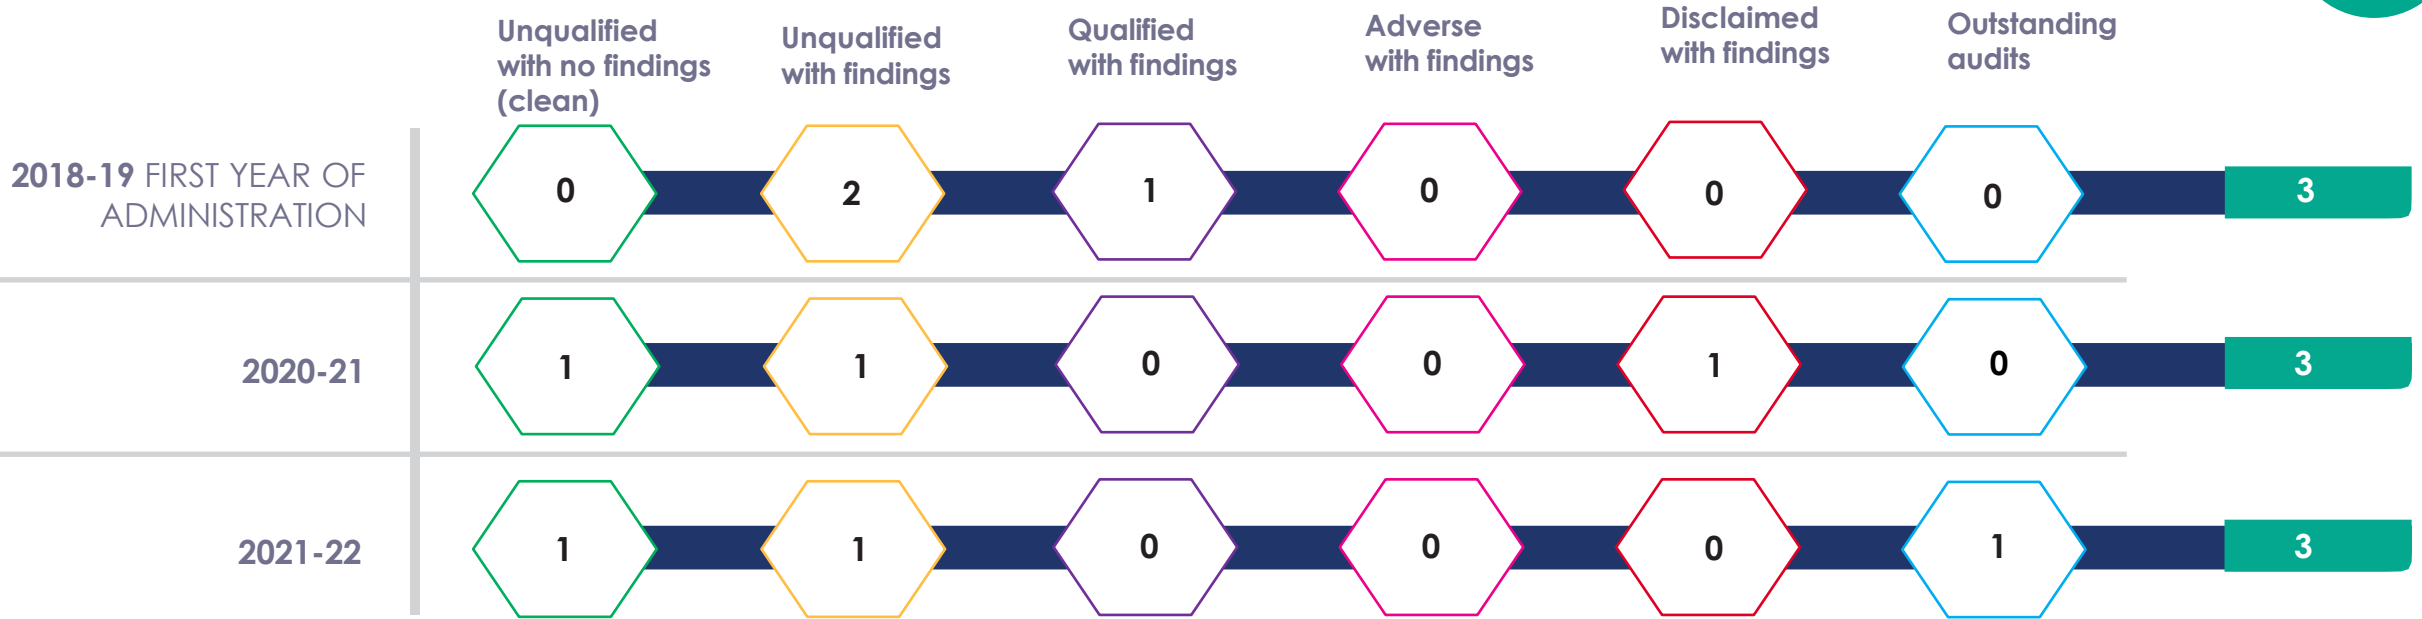 Unqualified
with no findings
(clean)
Unqualified
with findings
Qualified
with findings
Adverse
with findings
Disclaimed
with findings
Outstanding
audits
2018-19 FIRST YEAR OF
ADMINISTRATION
0 2 1 0 0 0 3
2020-21
1 1 0 0 1 0 3
2021-22
1 1 0 0 0 1 3